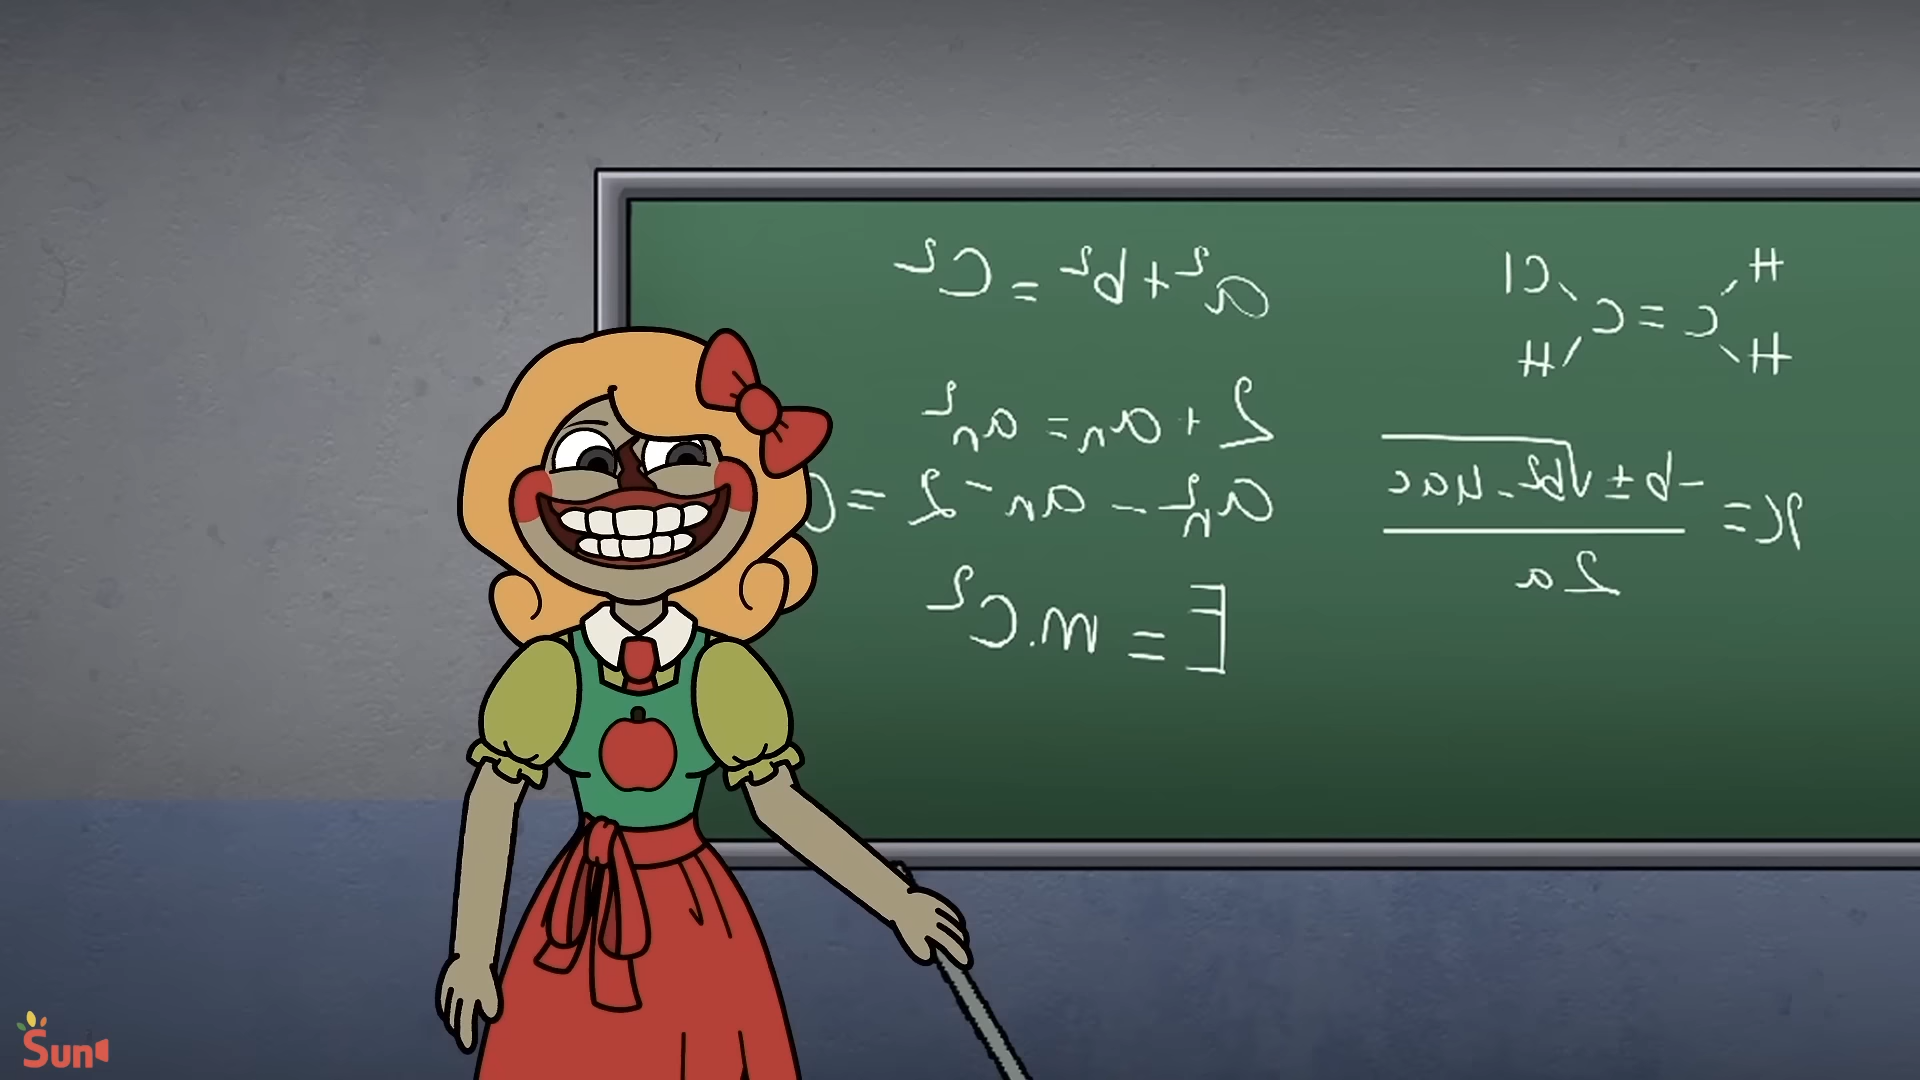 a² + b² = c²
2 + aₙ = aₙ²
aₙ² - aₙ - 2 = 0
E = m.c²
H Cl
C = C
H H
x = -b ± √b² - 4ac
2a
Sun